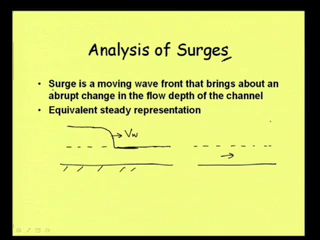 Analysis of Surges
• Surge is a moving wave front that brings about an
abrupt change in the flow depth of the channel
• Equivalent steady representation
Vw